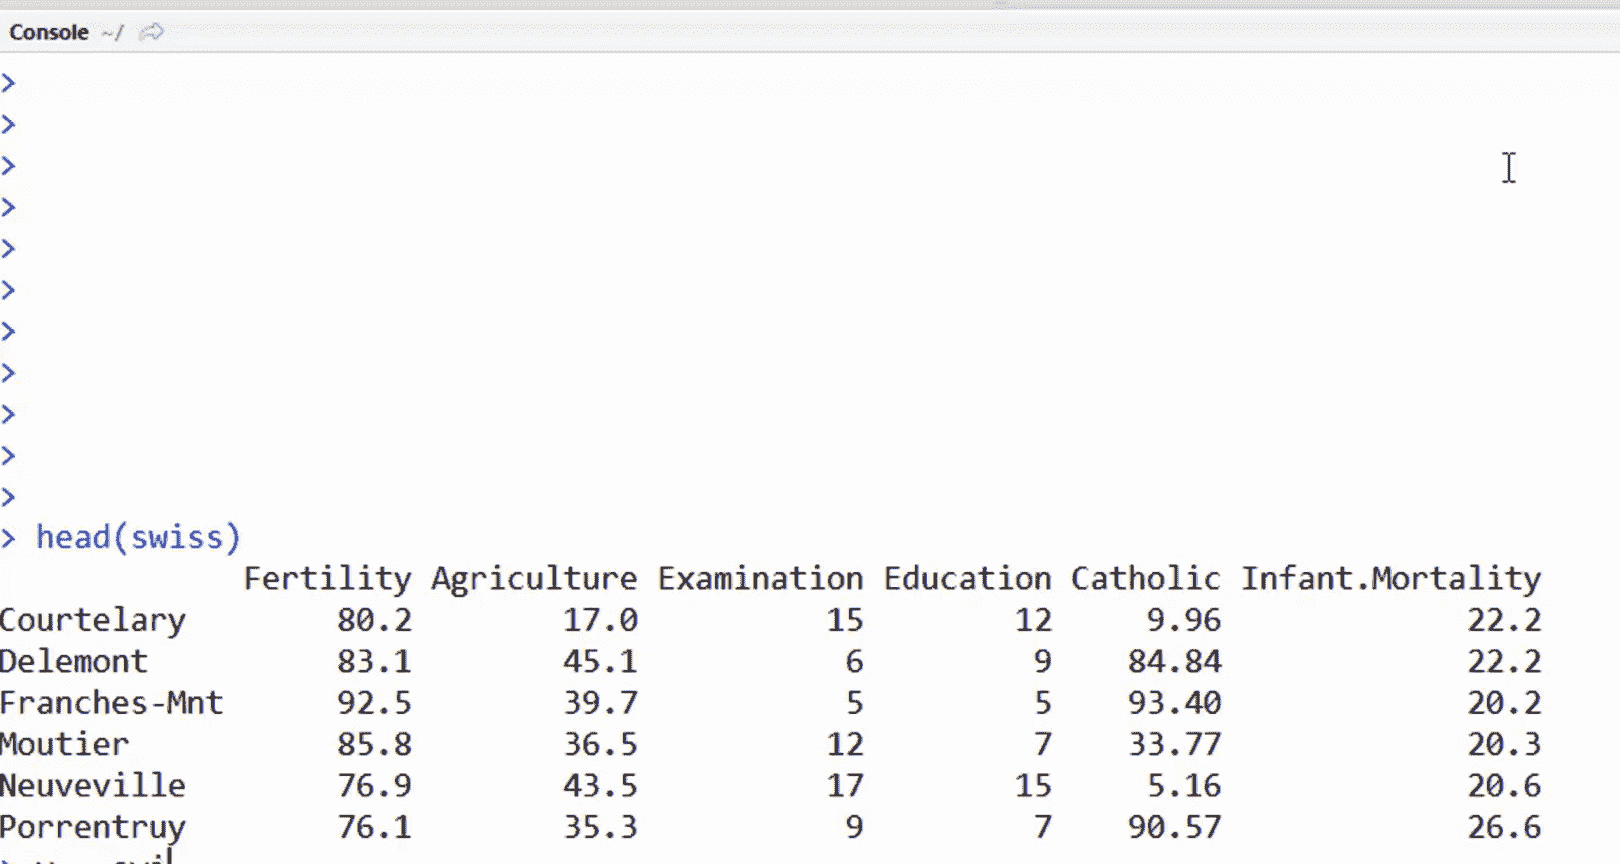 Console ~/
>
>
>
>
>
>
>
>
>
>
>
> head(swiss)
Fertility Agriculture Examination Education Catholic Infant.Mortality
Courtelary 80.2 17.0 15 12 9.96 22.2
Delemont 83.1 45.1 6 9 84.84 22.2
Franches-Mnt 92.5 39.7 5 5 93.40 20.2
Moutier 85.8 36.5 12 7 33.77 20.3
Neuveville 76.9 43.5 17 15 5.16 20.6
Porrentruy 76.1 35.3 9 7 90.57 26.6